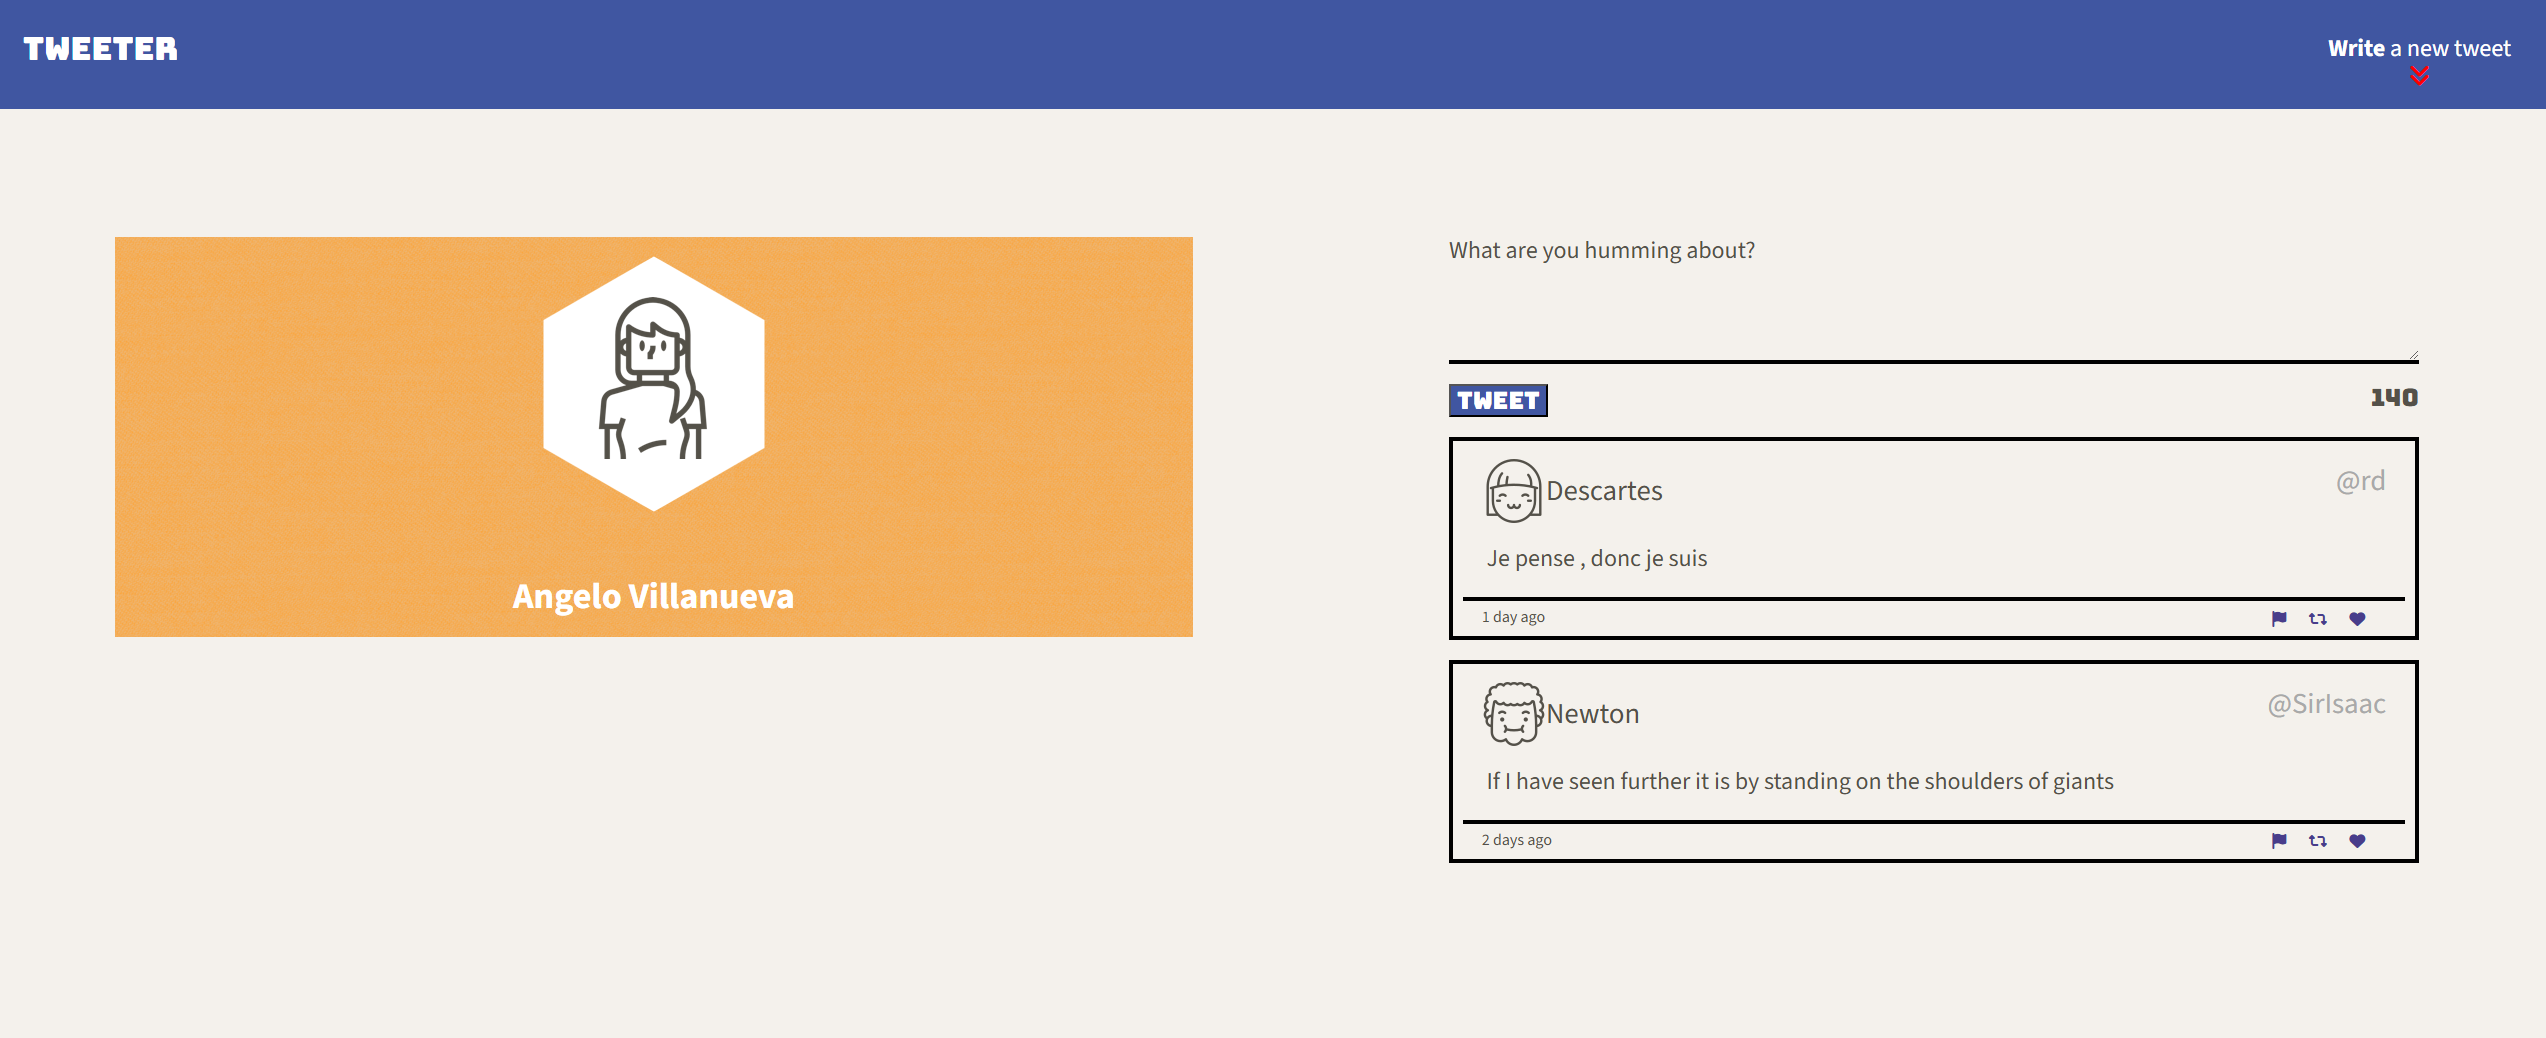 TWEETER
Write a new tweet
Angelo Villanueva
What are you humming about?
TWEET
140
Descartes
@rd
Je pense , donc je suis
1 day ago
Newton
@SirIsaac
If I have seen further it is by standing on the shoulders of giants
2 days ago